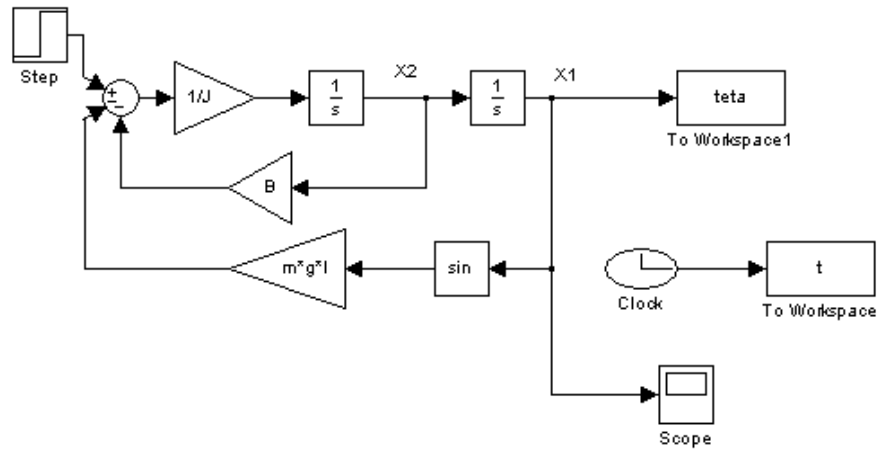 Step
+
−
−
1/J
1
s
X2
1
s
X1
teta
To Workspace1
B
m*g*l
sin
Clock
t
To Workspace
Scope